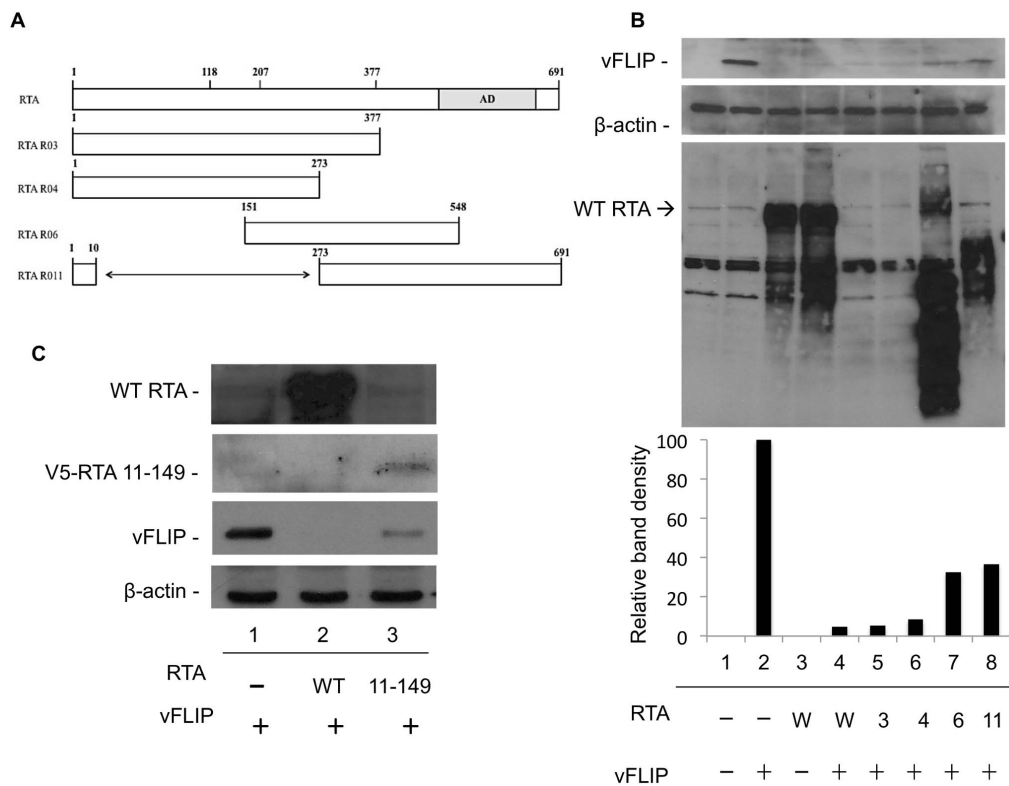 A
1 118 207 377 691
RTA AD
1 377
RTA R03
1 273
RTA R04
151 548
RTA R06
1 10 273 691
RTA R011
B
vFLIP -
β-actin -
WT RTA →
Relative band density
100
80
60
40
20
0
1 2 3 4 5 6 7 8
RTA – – W W 3 4 6 11
vFLIP – + – + + + + +
C
WT RTA -
V5-RTA 11-149 -
vFLIP -
β-actin -
1 2 3
RTA – WT 11-149
vFLIP + + +